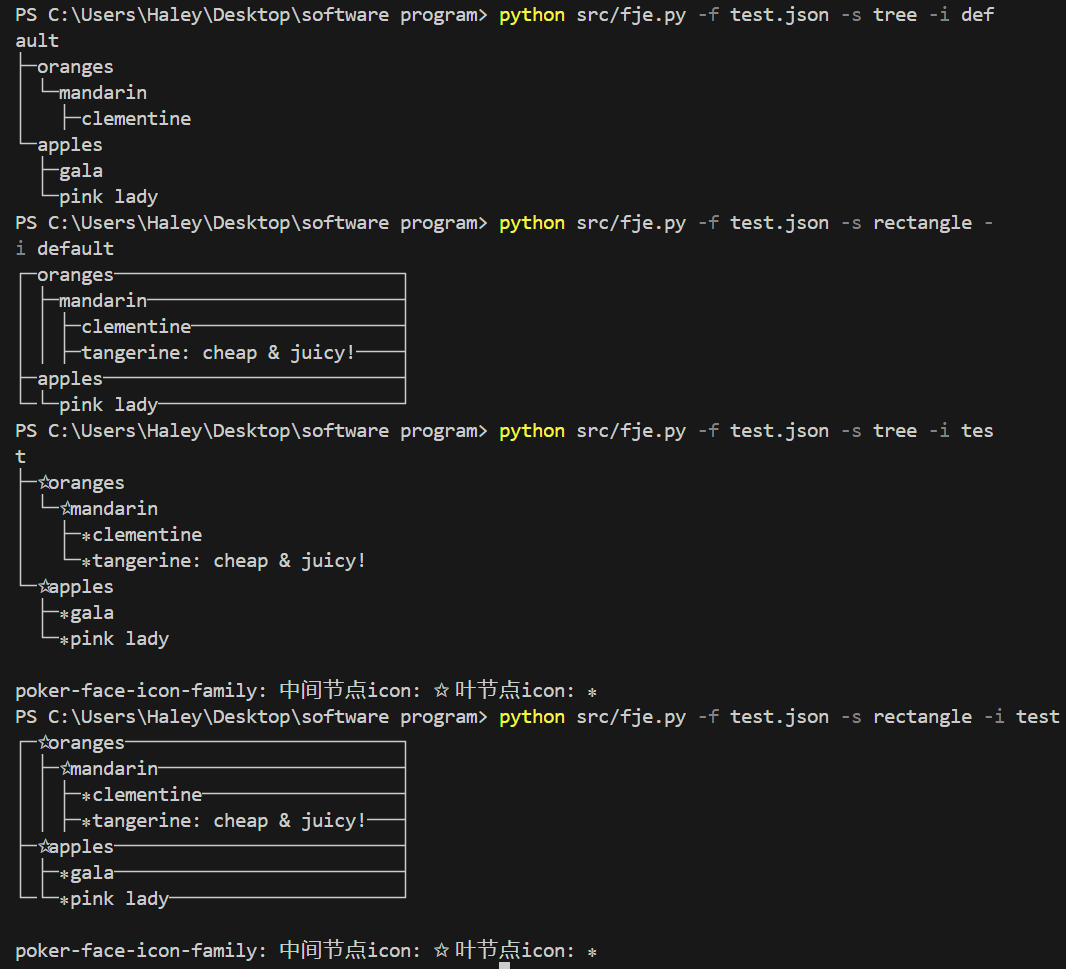 PS C:\Users\Haley\Desktop\software program> python src/fje.py -f test.json -s tree -i def
ault
├─oranges
│ └─mandarin
│   ├─clementine
└─apples
  ├─gala
  └─pink lady
PS C:\Users\Haley\Desktop\software program> python src/fje.py -f test.json -s rectangle -
i default
┌─oranges──────────────────────────┐
│ ├─mandarin───────────────────────┤
│ │ ├─clementine───────────────────┤
│ │ ├─tangerine: cheap & juicy!────┤
├─apples───────────────────────────┤
└─└─pink lady──────────────────────┘
PS C:\Users\Haley\Desktop\software program> python src/fje.py -f test.json -s tree -i tes
t
├─☆oranges
│ └─☆mandarin
│   ├─*clementine
│   └─*tangerine: cheap & juicy!
└─☆apples
  ├─*gala
  └─*pink lady
poker-face-icon-family: 中间节点icon: ☆ 叶节点icon: *
PS C:\Users\Haley\Desktop\software program> python src/fje.py -f test.json -s rectangle -i test
┌─☆oranges─────────────────────────┐
│ ├─☆mandarin──────────────────────┤
│ │ ├─*clementine──────────────────┤
│ │ ├─*tangerine: cheap & juicy!───┤
├─☆apples──────────────────────────┤
│ ├─*gala──────────────────────────┤
└─└─*pink lady─────────────────────┘
poker-face-icon-family: 中间节点icon: ☆ 叶节点icon: *